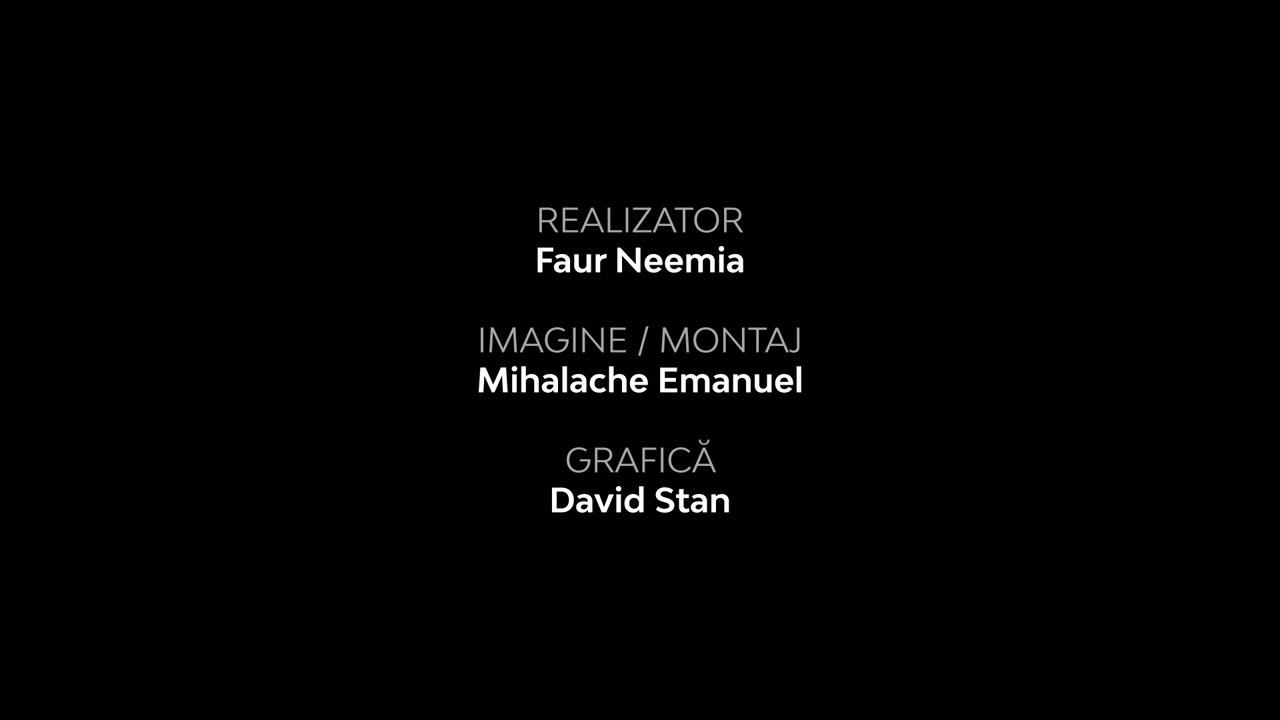 REALIZATOR
Faur Neemia
IMAGINE / MONTAJ
Mihalache Emanuel
GRAFICĂ
David Stan